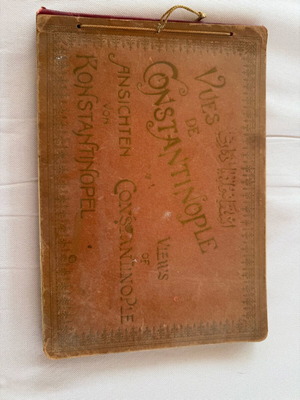 VUES
DE
CONSTANTINOPLE
VIEWS
OF
CONSTANTINOPLE
ANSICHTEN
VON
KONSTANTINOPEL